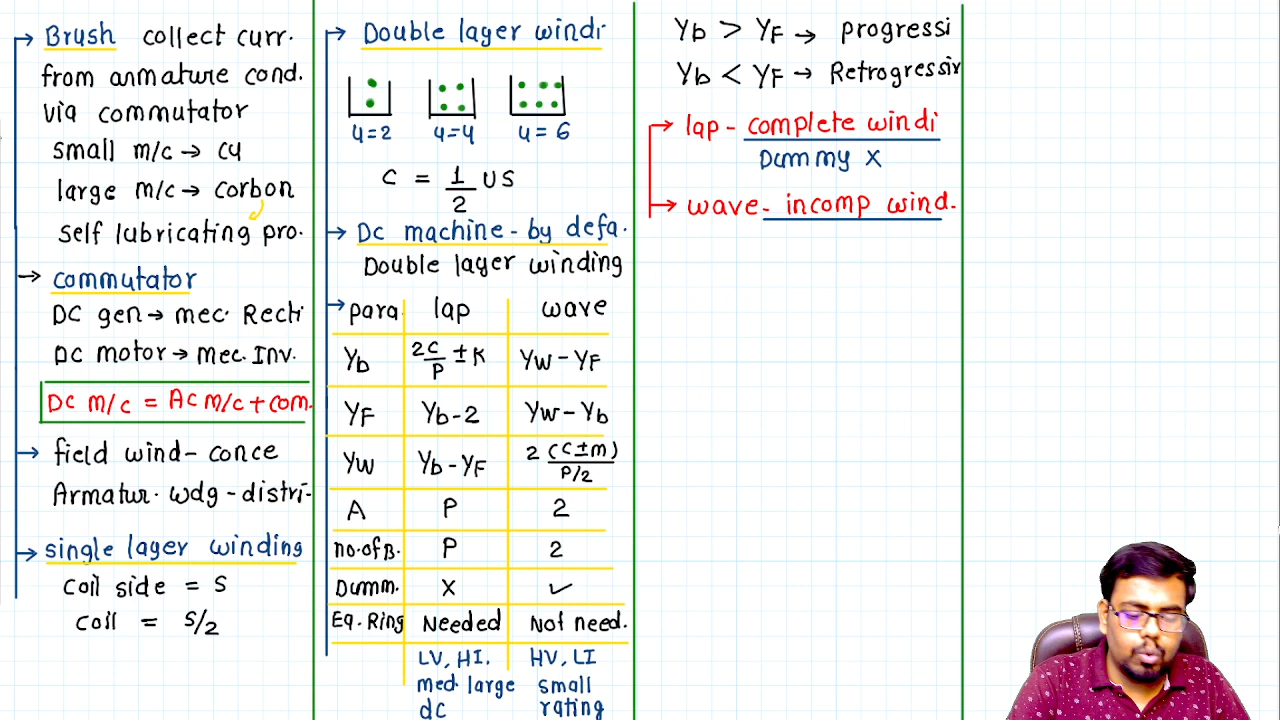 Brush collect curr.
from armature cond.
via commutator
small m/c → cu
large m/c → corbon
self lubricating pro.
→ commutator
DC gen → mec. Recti
DC motor → mec. Inv.
DC m/c = AC m/c + com.
→ field wind - conce
Armatur. wdg - distri-
→ single layer winding
coil side = S
coil = S/2
→ Double layer windi
u=2 u=4 u=6
C = 1/2 US
→ DC machine - by defa.
Double layer winding
→ para. lap wave
Yb 2C/P ± K Yw - YF
YF Yb-2 Yw - Yb
Yw Yb - YF 2 (C±m) / P/2
A P 2
no.of B. P 2
Dumm. X ✓
Eq. Ring Needed Not need.
LV, HI. HV, LI
med. large small
dc rating
Yb > YF → progressi
Yb < YF → Retrogressiv
→ lap - complete windi
Dummy X
→ wave - incomp wind.